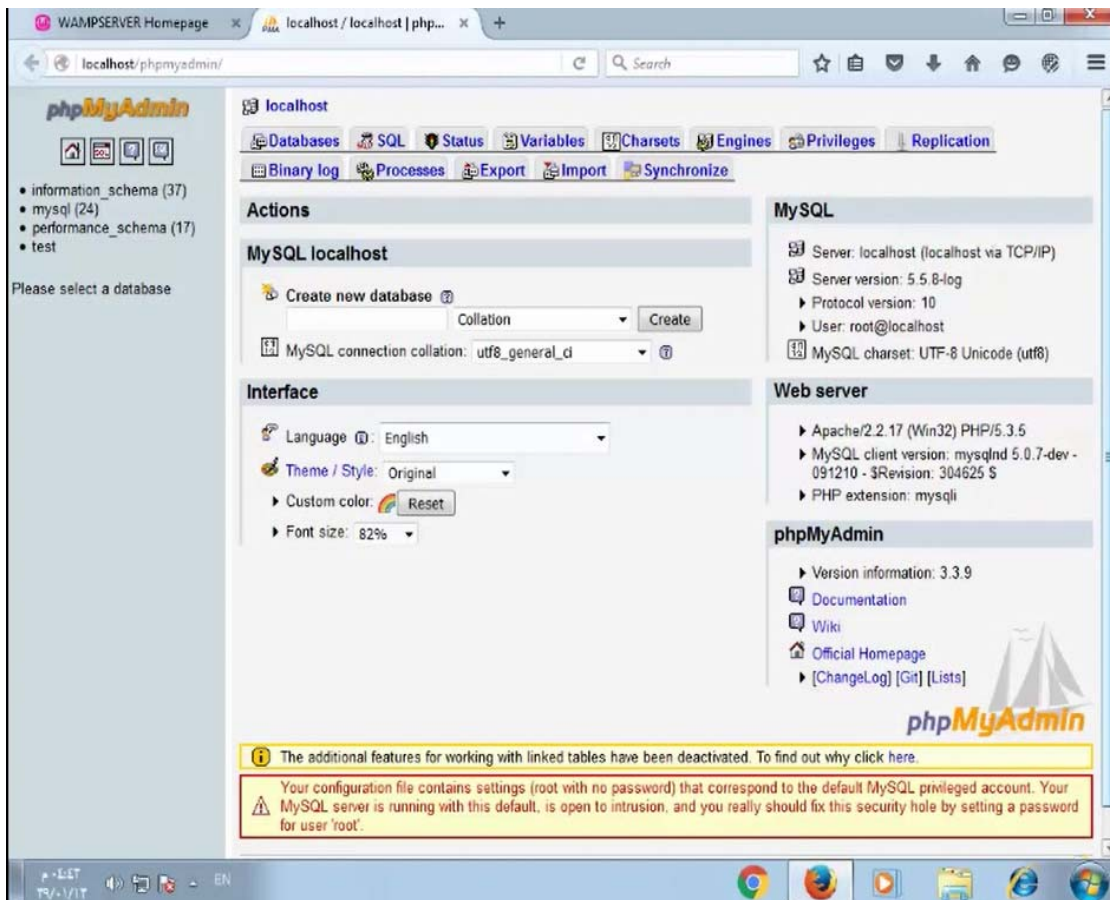 WAMPSERVER Homepage
localhost / localhost | php...
localhost/phpmyadmin/
Search
phpMyAdmin
information_schema (37)
mysql (24)
performance_schema (17)
test
Please select a database
localhost
Databases SQL Status Variables Charsets Engines Privileges Replication
Binary log Processes Export Import Synchronize
Actions
MySQL localhost
Create new database
Collation Create
MySQL connection collation: utf8_general_ci
Interface
Language : English
Theme / Style: Original
Custom color: Reset
Font size: 82%
MySQL
Server: localhost (localhost via TCP/IP)
Server version: 5.5.8-log
Protocol version: 10
User: root@localhost
MySQL charset: UTF-8 Unicode (utf8)
Web server
Apache/2.2.17 (Win32) PHP/5.3.5
MySQL client version: mysqlnd 5.0.7-dev -
091210 - $Revision: 304625 $
PHP extension: mysqli
phpMyAdmin
Version information: 3.3.9
Documentation
Wiki
Official Homepage
[ChangeLog] [Git] [Lists]
phpMyAdmin
The additional features for working with linked tables have been deactivated. To find out why click here.
Your configuration file contains settings (root with no password) that correspond to the default MySQL privileged account. Your
MySQL server is running with this default, is open to intrusion, and you really should fix this security hole by setting a password
for user 'root'.
EN